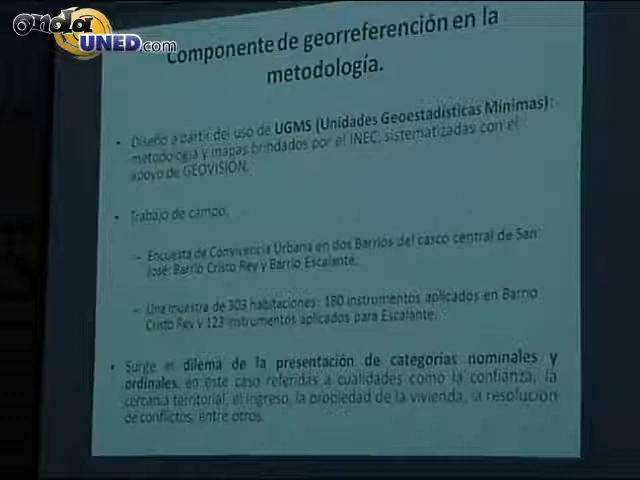 onda
UNED.com
Componente de georreferención en la
metodología.
• Diseño a partir del uso de UGMS (Unidades Geoestadísticas Mínimas):
metodología y mapas brindados por el INEC, sistematizadas con el
apoyo de GEOVISIÓN.
• Trabajo de campo:
– Encuesta de Convivencia Urbana en dos Barrios del casco central de San
José: Barrio Cristo Rey y Barrio Escalante.
– Una muestra de 303 habitaciones: 180 instrumentos aplicados en Barrio
Cristo Rey y 123 instrumentos aplicados para Escalante.
• Surge el dilema de la presentación de categorías nominales y
ordinales, en este caso referidas a cualidades como la confianza, la
cercanía territorial, el ingreso, la propiedad de la vivienda, la resolución
de conflictos, entre otros.